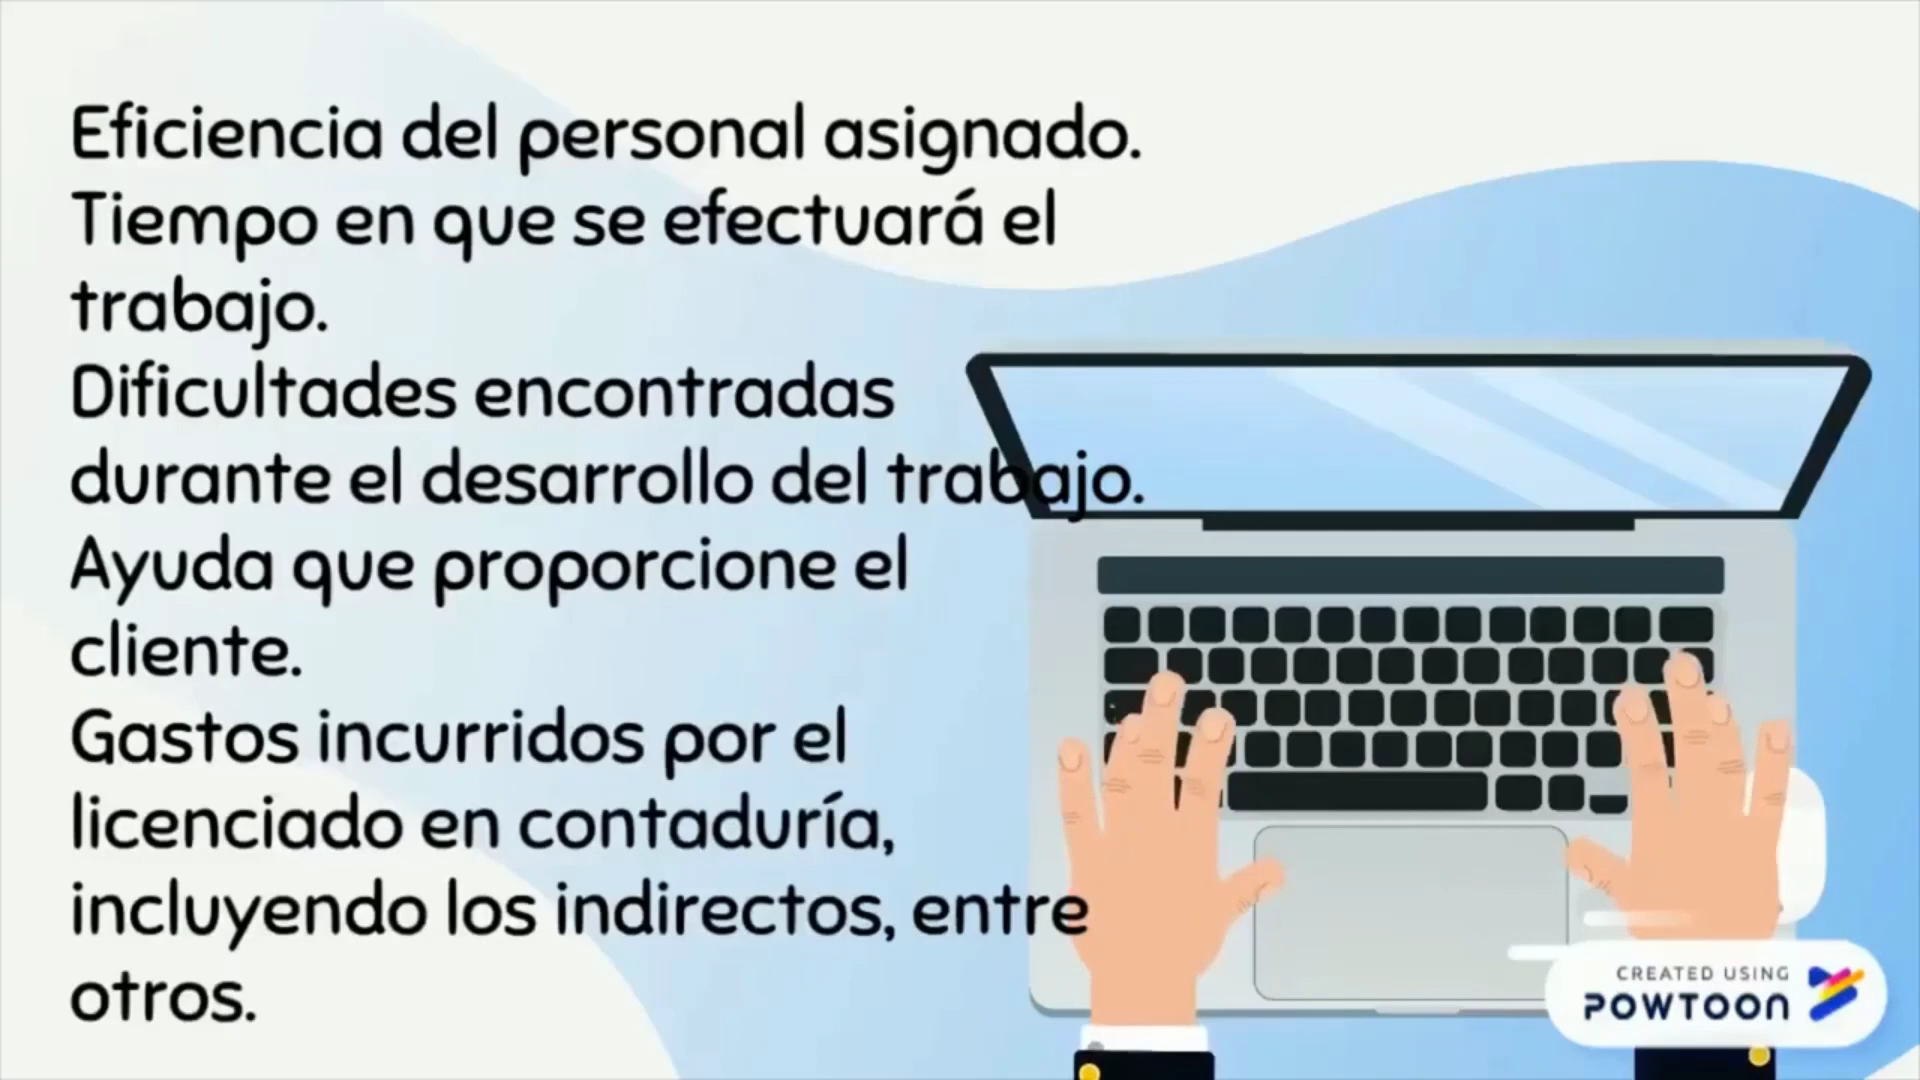 Eficiencia del personal asignado.
Tiempo en que se efectuará el
trabajo.
Dificultades encontradas
durante el desarrollo del trabajo.
Ayuda que proporcione el
cliente.
Gastos incurridos por el
licenciado en contaduría,
incluyendo los indirectos, entre
otros.
CREATED USING
POWTOON